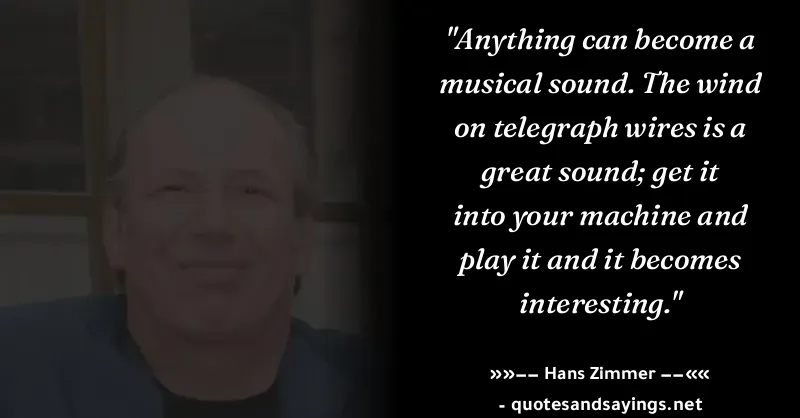 "Anything can become a
musical sound. The wind
on telegraph wires is a
great sound; get it
into your machine and
play it and it becomes
interesting."
»»−− Hans Zimmer −−««
- quotesandsayings.net